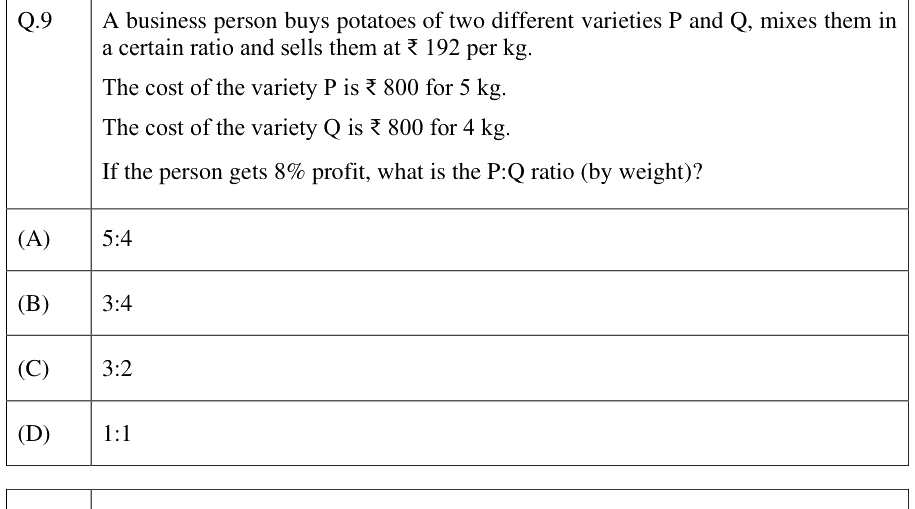 Q.9 A business person buys potatoes of two different varieties P and Q, mixes them in
a certain ratio and sells them at ₹ 192 per kg.
The cost of the variety P is ₹ 800 for 5 kg.
The cost of the variety Q is ₹ 800 for 4 kg.
If the person gets 8% profit, what is the P:Q ratio (by weight)?
(A) 5:4
(B) 3:4
(C) 3:2
(D) 1:1